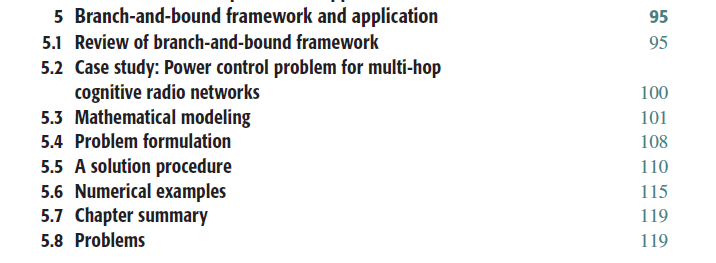 5 Branch-and-bound framework and application 95
5.1 Review of branch-and-bound framework 95
5.2 Case study: Power control problem for multi-hop
cognitive radio networks 100
5.3 Mathematical modeling 101
5.4 Problem formulation 108
5.5 A solution procedure 110
5.6 Numerical examples 115
5.7 Chapter summary 119
5.8 Problems 119